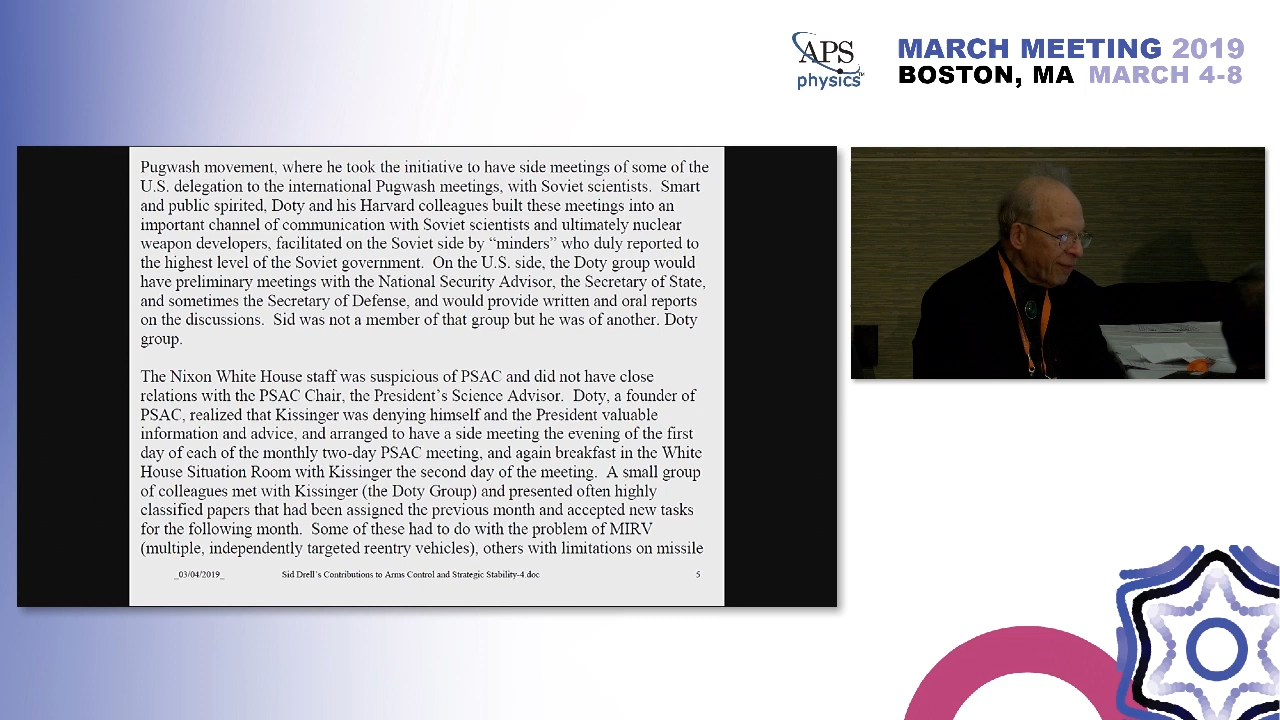 APS
physics™
MARCH MEETING 2019
BOSTON, MA MARCH 4-8
Pugwash movement, where he took the initiative to have side meetings of some of the
U.S. delegation to the international Pugwash meetings, with Soviet scientists.  Smart
and public spirited, Doty and his Harvard colleagues built these meetings into an
important channel of communication with Soviet scientists and ultimately nuclear
weapon developers, facilitated on the Soviet side by “minders” who duly reported to
the highest level of the Soviet government.  On the U.S. side, the Doty group would
have preliminary meetings with the National Security Advisor, the Secretary of State,
and sometimes the Secretary of Defense, and would provide written and oral reports
on the discussions.  Sid was not a member of that group but he was of another. Doty
group.
The Nixon White House staff was suspicious of PSAC and did not have close
relations with the PSAC Chair, the President’s Science Advisor.  Doty, a founder of
PSAC, realized that Kissinger was denying himself and the President valuable
information and advice, and arranged to have a side meeting the evening of the first
day of each of the monthly two-day PSAC meeting, and again breakfast in the White
House Situation Room with Kissinger the second day of the meeting.  A small group
of colleagues met with Kissinger (the Doty Group) and presented often highly
classified papers that had been assigned the previous month and accepted new tasks
for the following month.  Some of these had to do with the problem of MIRV
(multiple, independently targeted reentry vehicles), others with limitations on missile
_03/04/2019_ Sid Drell’s Contributions to Arms Control and Strategic Stability-4.doc 5